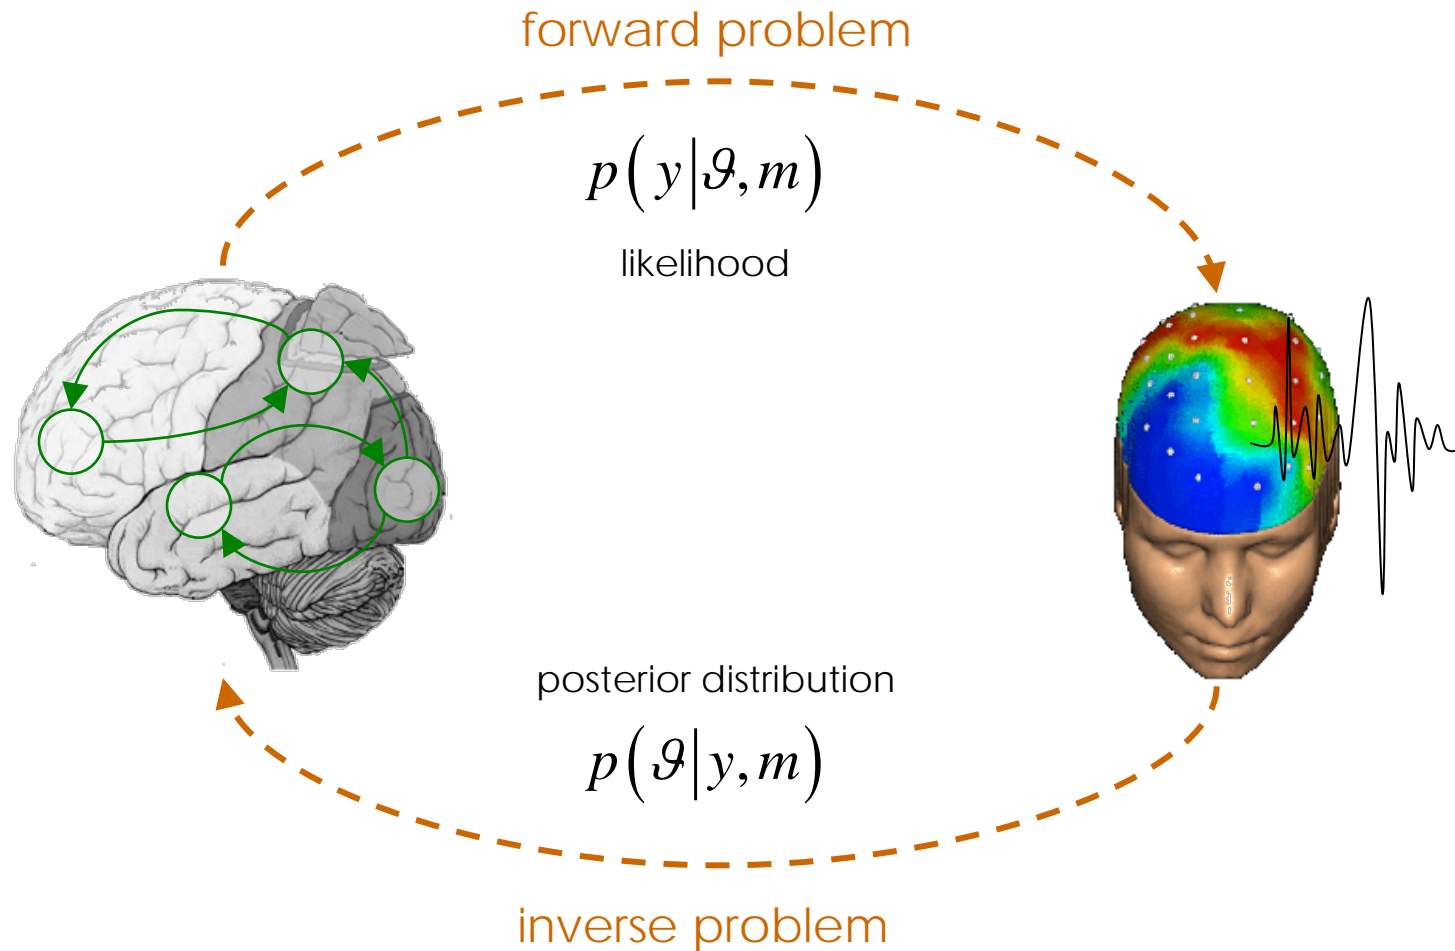 forward problem
p(y|ϑ,m)
likelihood
posterior distribution
p(ϑ|y,m)
inverse problem